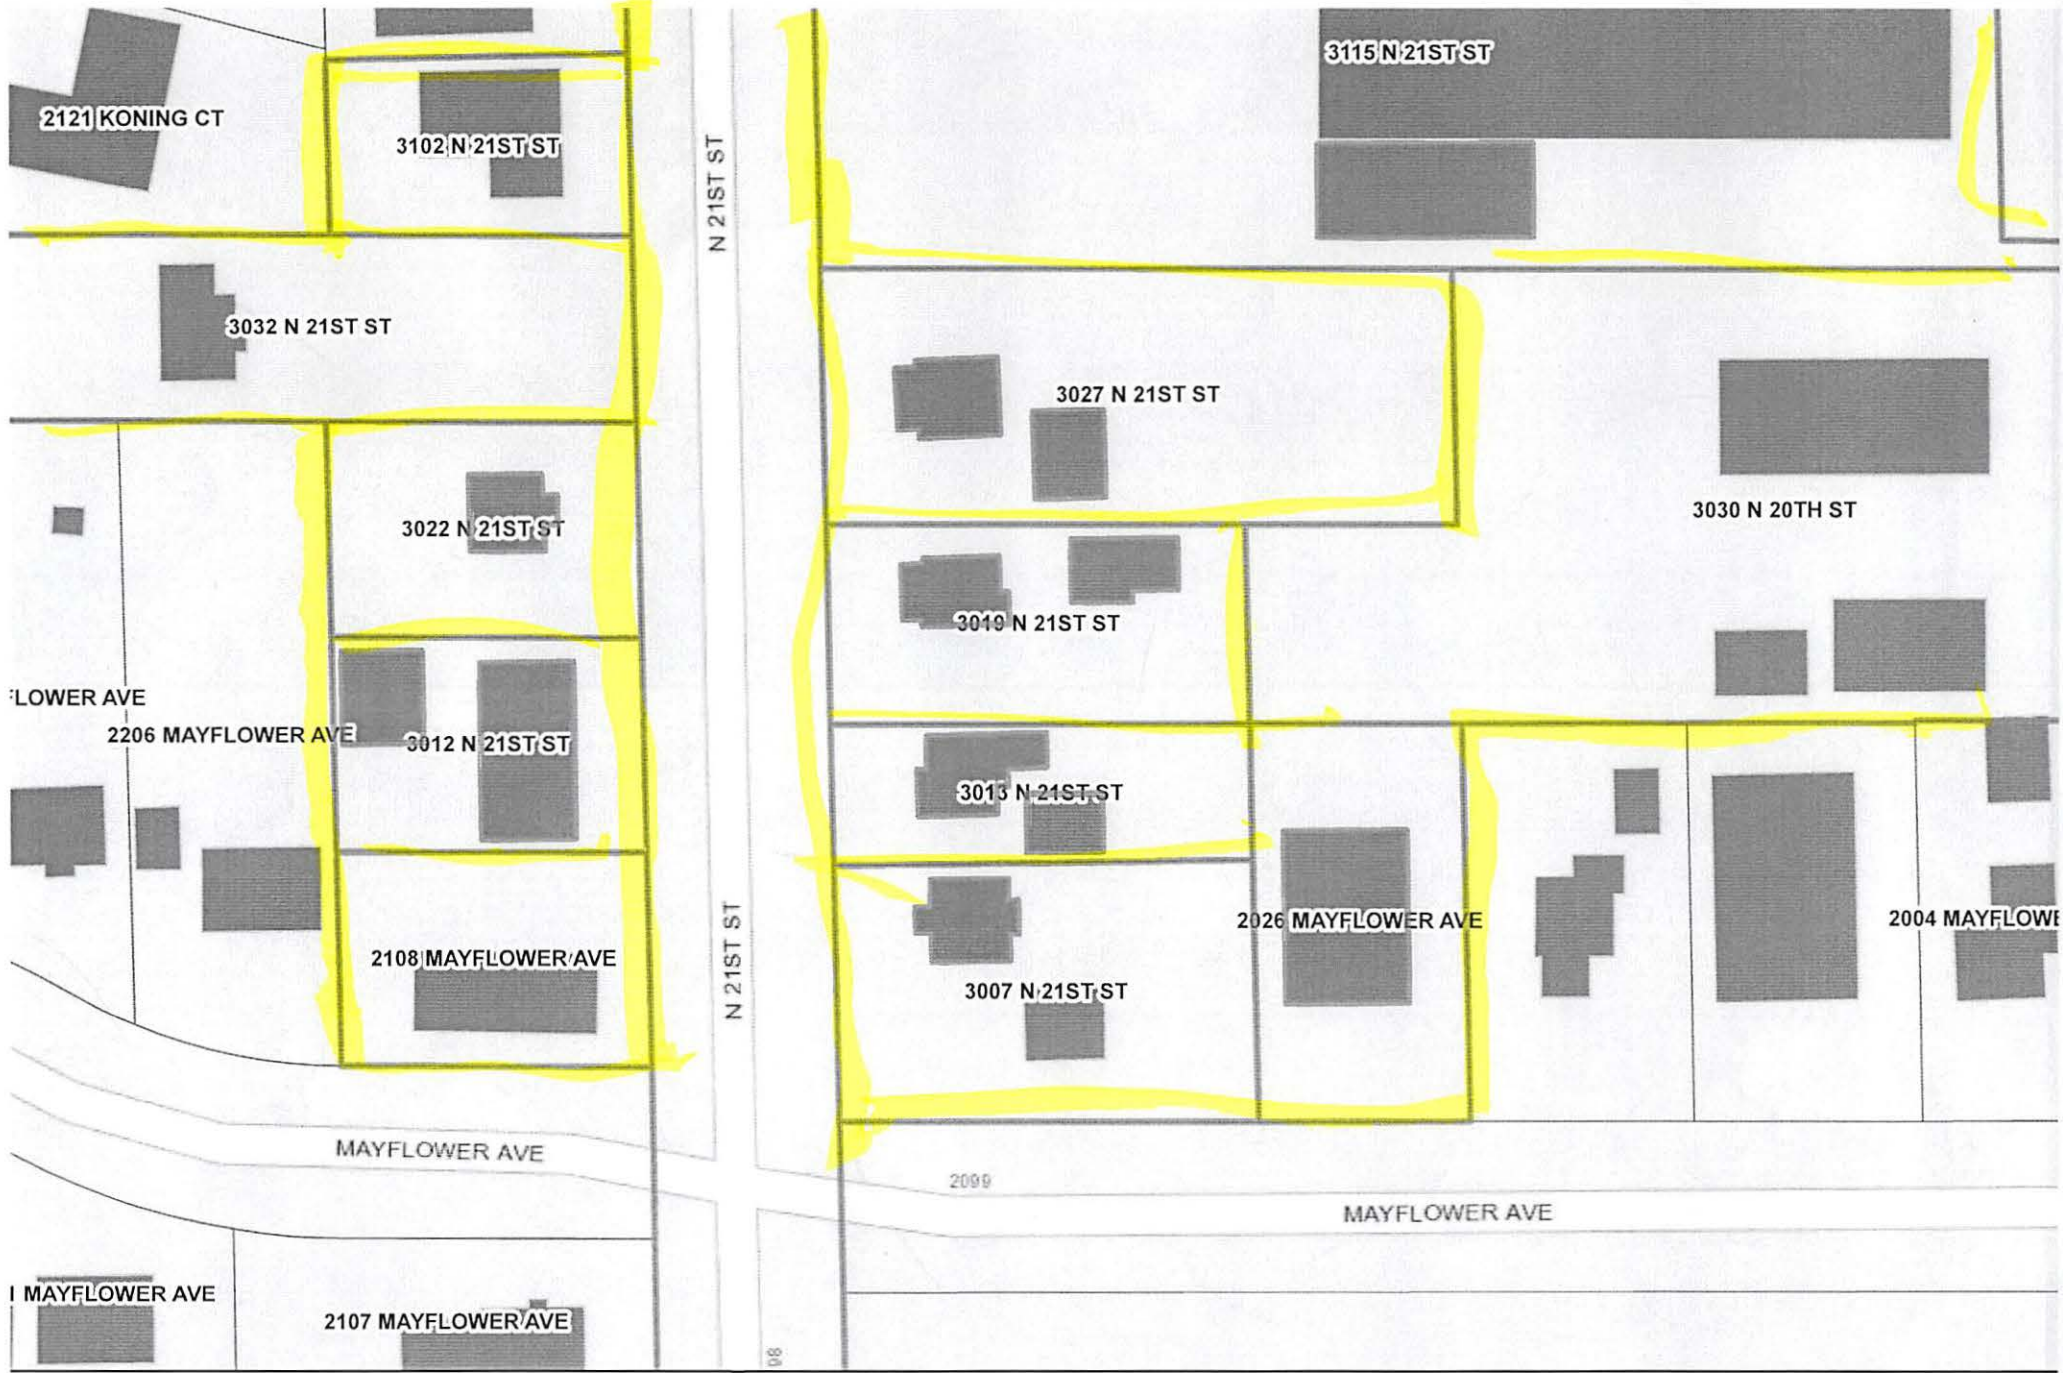 3115 N 21ST ST
2121 KONING CT
3102 N 21ST ST
N 21ST ST
3032 N 21ST ST
3027 N 21ST ST
3022 N 21ST ST
3030 N 20TH ST
3019 N 21ST ST
FLOWER AVE
2206 MAYFLOWER AVE
3012 N 21ST ST
3013 N 21ST ST
2026 MAYFLOWER AVE
2004 MAYFLOWE
2108 MAYFLOWER AVE
N 21ST ST
3007 N 21ST ST
MAYFLOWER AVE
2099
MAYFLOWER AVE
MAYFLOWER AVE
2107 MAYFLOWER AVE
98